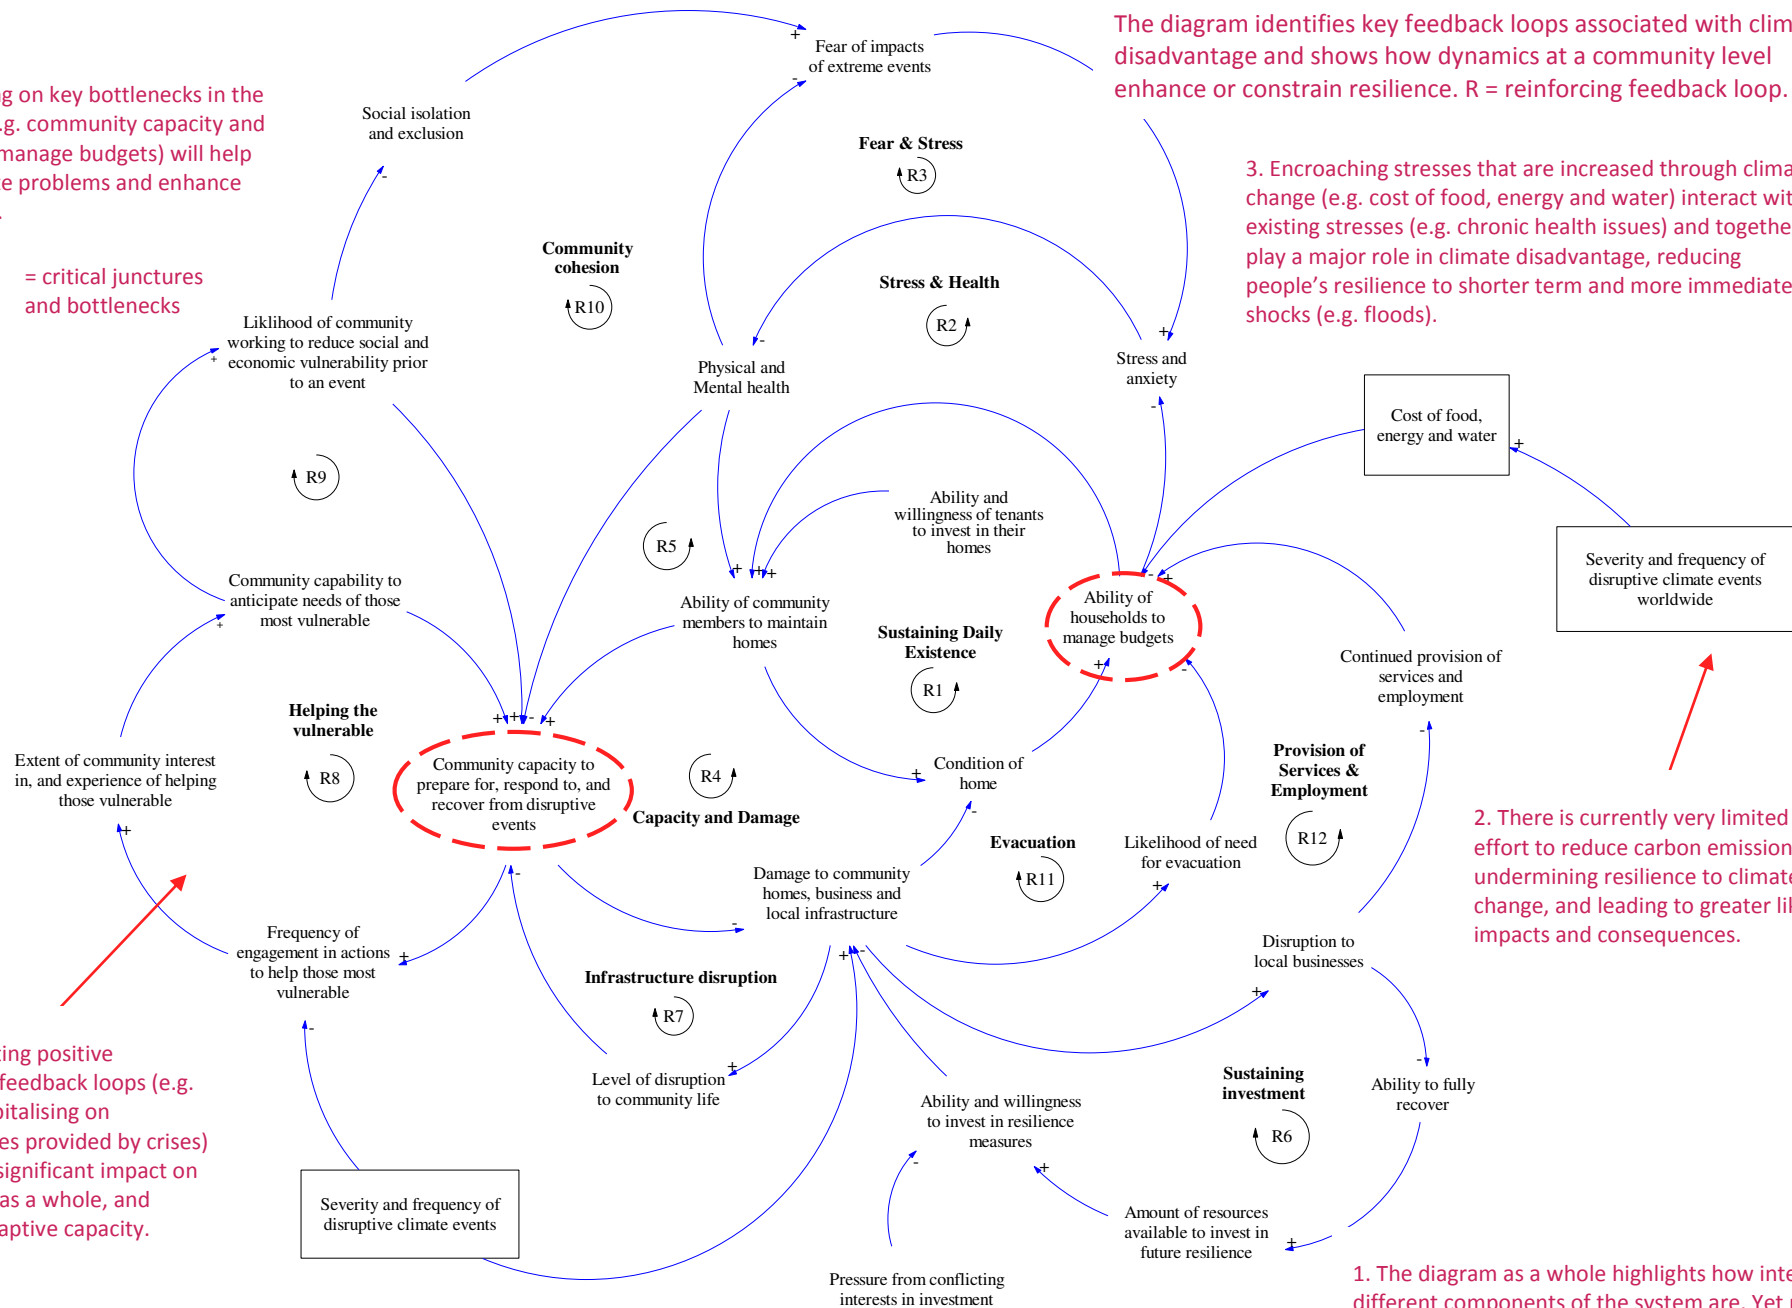 The diagram identifies key feedback loops associated with clim
disadvantage and shows how dynamics at a community level
enhance or constrain resilience. R = reinforcing feedback loop.
g on key bottlenecks in the
.g. community capacity and
manage budgets) will help
te problems and enhance
.
= critical junctures
and bottlenecks
3. Encroaching stresses that are increased through clima
change (e.g. cost of food, energy and water) interact wit
existing stresses (e.g. chronic health issues) and togethe
play a major role in climate disadvantage, reducing
people's resilience to shorter term and more immediate
shocks (e.g. floods).
+
Fear of impacts
of extreme events
-
Social isolation
and exclusion
-
Fear & Stress
R3
Community
cohesion
R10
Stress & Health
R2
Liklihood of community
working to reduce social and
economic vulnerability prior
to an event
+
-
Physical and
Mental health
+
Stress and
anxiety
-
Cost of food,
energy and water
+
R9
Ability and
willingness of tenants
to invest in their
homes
R5
Severity and frequency of
disruptive climate events
worldwide
Community capability to
anticipate needs of those
most vulnerable
+
+ + +
Ability of community
members to maintain
homes
- +
Ability of
households to
manage budgets
+ -
Sustaining Daily
Existence
R1
Continued provision of
services and
employment
-
Helping the
vulnerable
R8
+ + - +
Community capacity to
prepare for, respond to, and
recover from disruptive
events
-
R4
Capacity and Damage
+
Condition of
home
-
Extent of community interest
in, and experience of helping
those vulnerable
+
Provision of
Services &
Employment
R12
Evacuation
R11
Likelihood of need
for evacuation
+
2. There is currently very limited
effort to reduce carbon emission
undermining resilience to climate
change, and leading to greater lik
impacts and consequences.
Damage to community
homes, business and
local infrastructure
-
+ -
Frequency of
engagement in actions
to help those most
vulnerable
+
-
Disruption to
local businesses
+
Infrastructure disruption
R7
Level of disruption
to community life
+
ting positive
feedback loops (e.g.
pitalising on
es provided by crises)
significant impact on
as a whole, and
aptive capacity.
Ability and willingness
to invest in resilience
measures
- +
Sustaining
investment
R6
-
Ability to fully
recover
Severity and frequency of
disruptive climate events
Amount of resources
available to invest in
future resilience
+
Pressure from conflicting
interests in investment
1. The diagram as a whole highlights how inte
different components of the system are. Yet